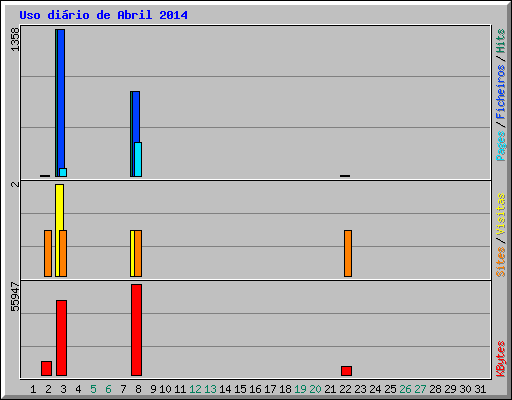 Uso diário de Abril 2014
1358
Pages / Ficheiros / Hits
2
Sites / Visitas
55947
KBytes
1 2 3 4 5 6 7 8 9 10 11 12 13 14 15 16 17 18 19 20 21 22 23 24 25 26 27 28 29 30 31